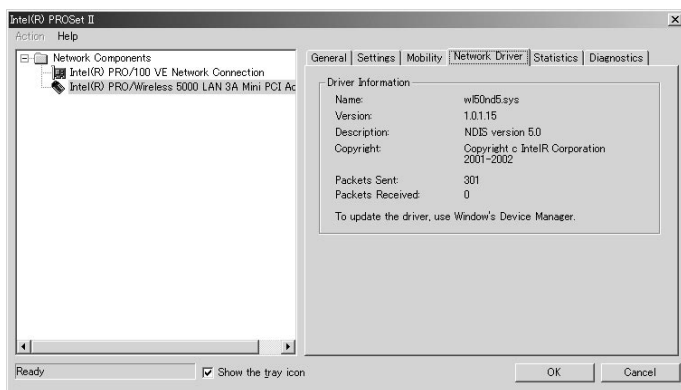 Intel(R) PROSet II
Action Help
Network Components
Intel(R) PRO/100 VE Network Connection
Intel(R) PRO/Wireless 5000 LAN 3A Mini PCI Ac
General Settings Mobility Network Driver Statistics Diagnostics
Driver Information
Name: wl50nd5.sys
Version: 1.0.1.15
Description: NDIS version 5.0
Copyright: Copyright c IntelR Corporation
2001-2002
Packets Sent: 301
Packets Received: 0
To update the driver, use Window's Device Manager.
Ready
Show the tray icon
OK
Cancel